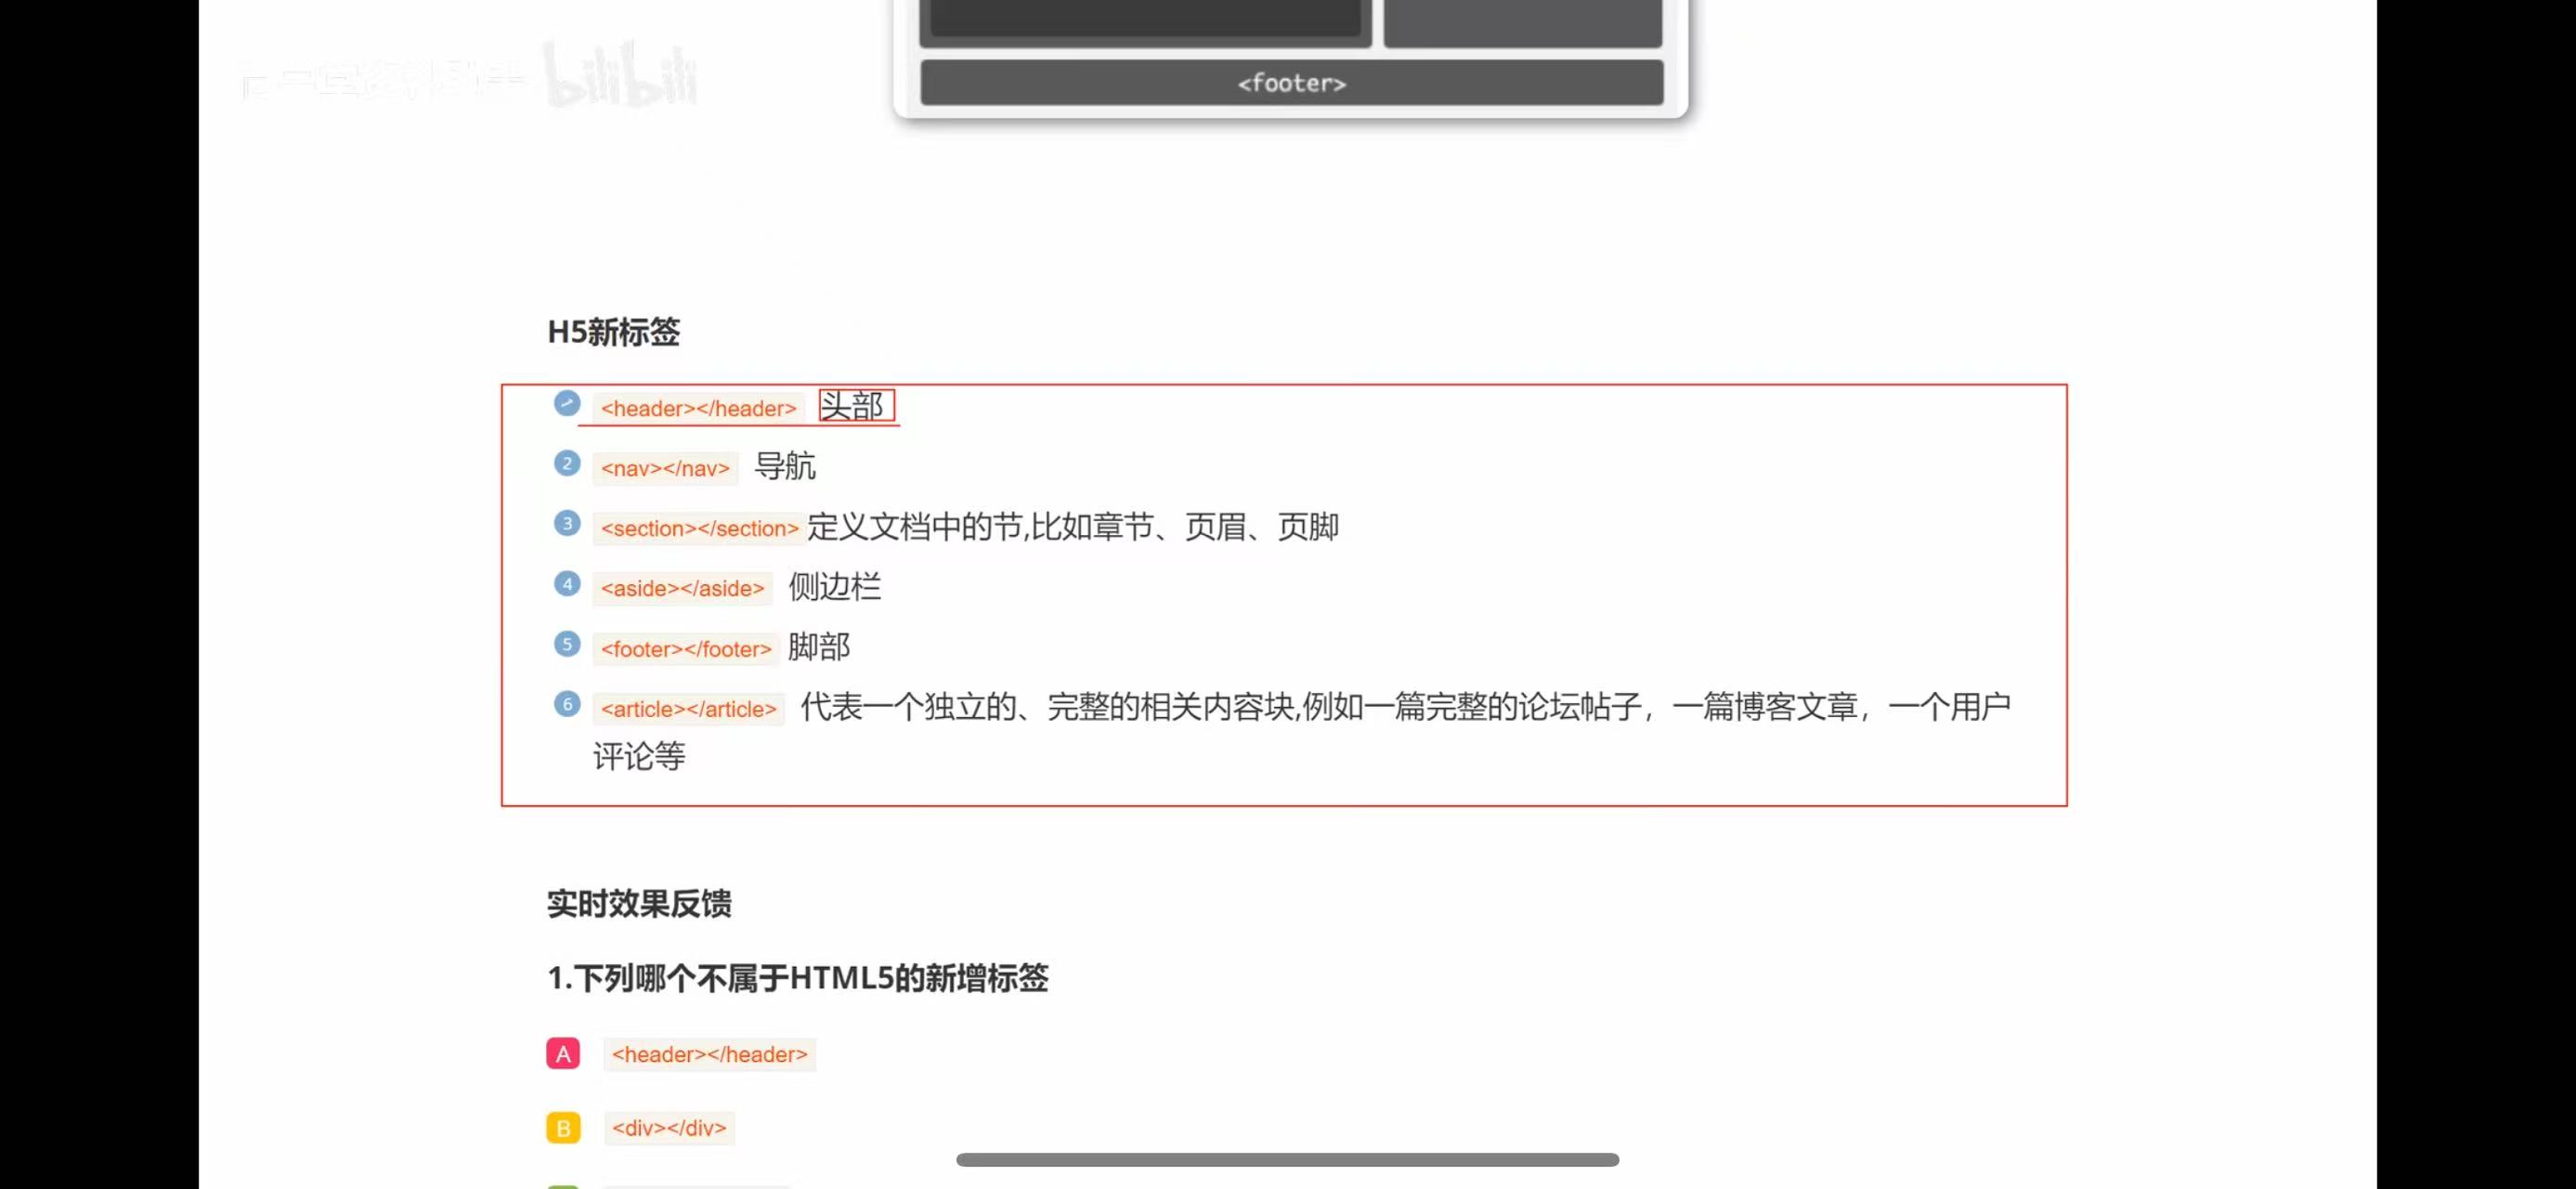 bilibili
<footer>
H5新标签
1 <header></header> 头部
2 <nav></nav> 导航
3 <section></section> 定义文档中的节,比如章节、页眉、页脚
4 <aside></aside> 侧边栏
5 <footer></footer> 脚部
6 <article></article> 代表一个独立的、完整的相关内容块,例如一篇完整的论坛帖子，一篇博客文章，一个用户
评论等
实时效果反馈
1.下列哪个不属于HTML5的新增标签
A <header></header>
B <div></div>